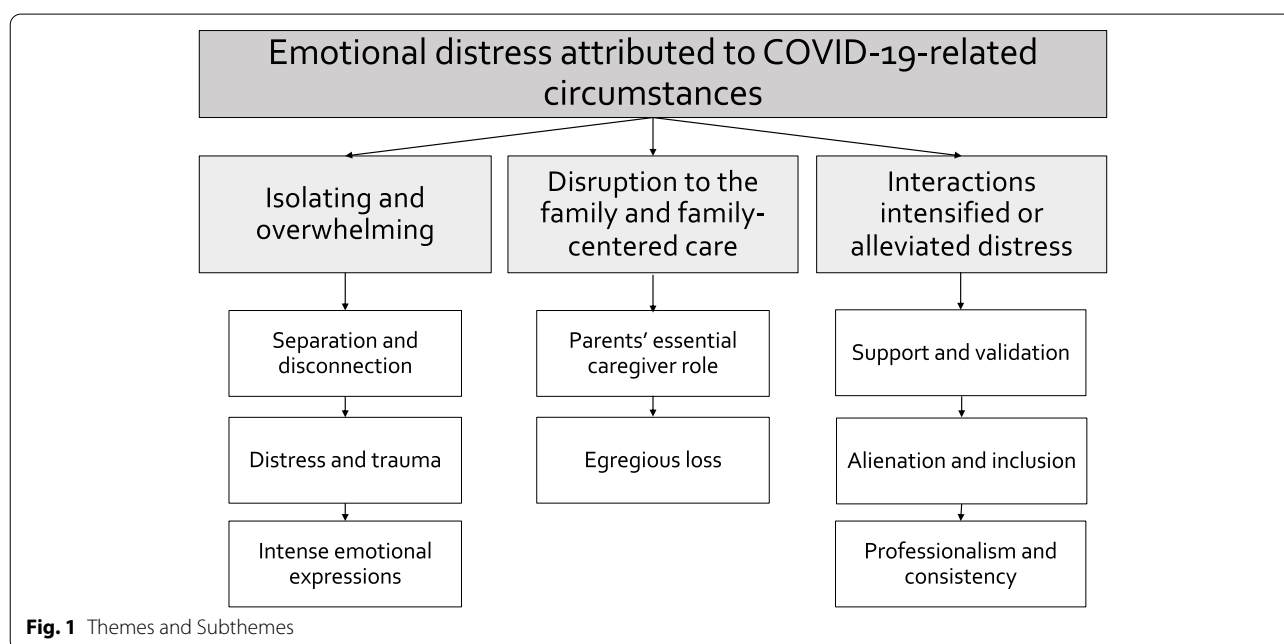 Emotional distress attributed to COVID-19-related
circumstances
Isolating and
overwhelming
Disruption to the
family and family-
centered care
Interactions
intensified or
alleviated distress
Separation and
disconnection
Parents' essential
caregiver role
Support and validation
Distress and trauma
Egregious loss
Alienation and inclusion
Intense emotional
expressions
Professionalism and
consistency
Fig. 1 Themes and Subthemes